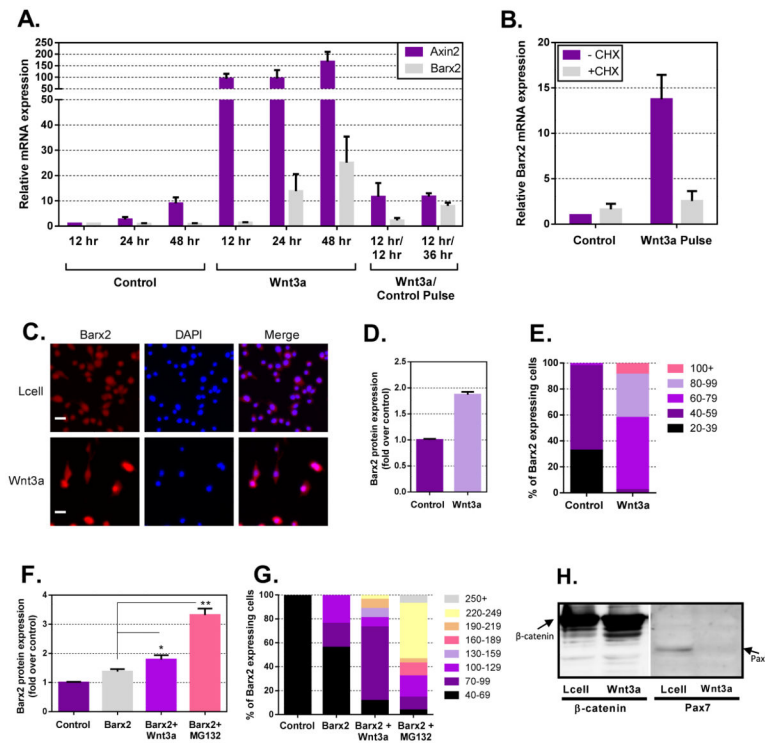 A.
Relative mRNA expression
250
200
150
100
50
50
40
30
20
10
0
Axin2
Barx2
12 hr 24 hr 48 hr 12 hr 24 hr 48 hr 12 hr/ 12 hr/
12 hr 36 hr
Control Wnt3a Wnt3a/
Control Pulse
B.
Relative Barx2 mRNA expression
20
15
10
5
0
- CHX
+CHX
Control Wnt3a Pulse
C.
Barx2 DAPI Merge
Lcell
Wnt3a
D.
Barx2 protein expression
(fold over control)
2.5
2.0
1.5
1.0
0.5
0.0
Control Wnt3a
E.
% of Barx2 expressing cells
100
80
60
40
20
0
Control Wnt3a
100+
80-99
60-79
40-59
20-39
F.
Barx2 protein expression
(fold over control)
5
4
3
2
1
0
*
**
Control Barx2 Barx2+ Barx2+
Wnt3a MG132
G.
% of Barx2 expressing cells
100
80
60
40
20
0
Control Barx2 Barx2 + Barx2 +
Wnt3a MG132
250+
220-249
190-219
160-189
130-159
100-129
70-99
40-69
H.
β-catenin
Pax
Lcell Wnt3a Lcell Wnt3a
β-catenin Pax7